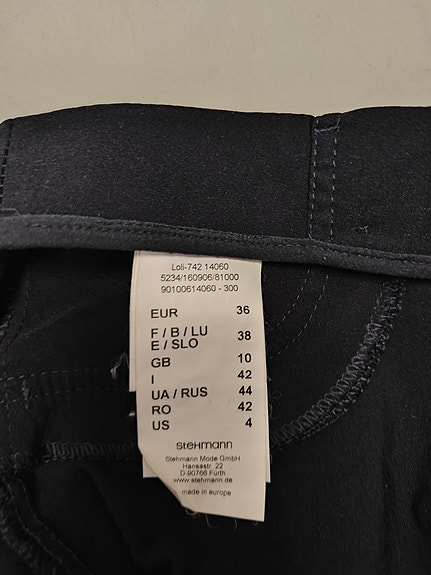 Loli-742 14060
5234/160906/81000
90100614060 - 300
EUR 36
F / B / LU
E / SLO 38
GB 10
I 42
UA / RUS 44
RO 42
US 4
steHmann
Stehmann Mode GmbH
Hansastr. 22
D-90766 Fürth
www.stehmann.de
made in europe